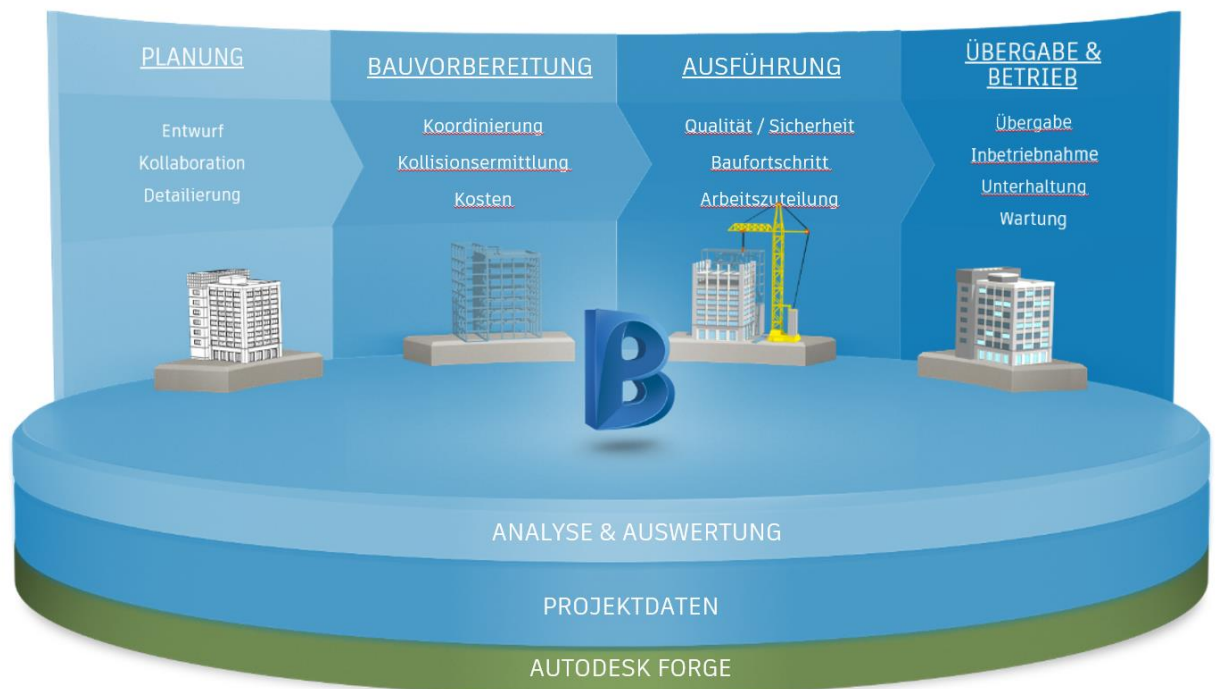 PLANUNG
Entwurf
Kollaboration
Detailierung
BAUVORBEREITUNG
Koordinierung
Kollisionsermittlung
Kosten
AUSFÜHRUNG
Qualität / Sicherheit
Baufortschritt
Arbeitszuteilung
ÜBERGABE &
BETRIEB
Übergabe
Inbetriebnahme
Unterhaltung
Wartung
B
ANALYSE & AUSWERTUNG
PROJEKTDATEN
AUTODESK FORGE